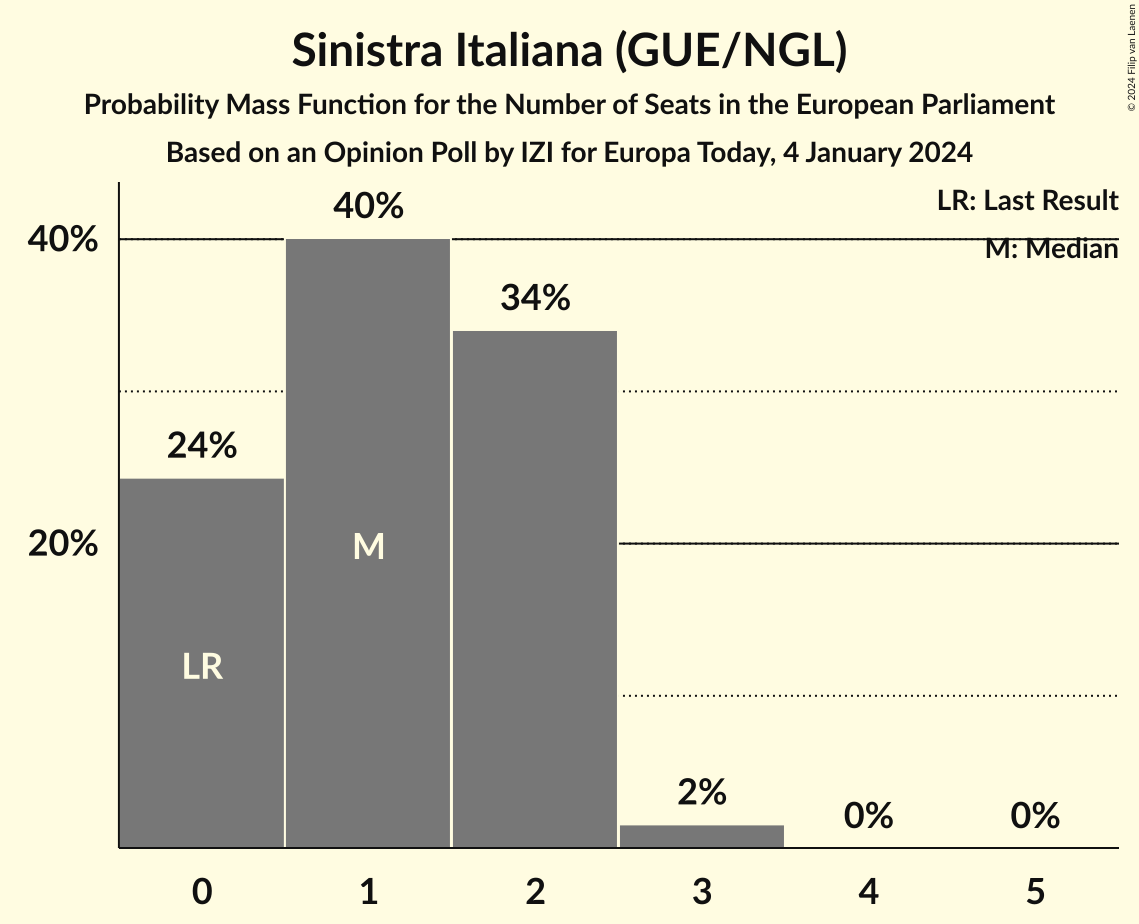 Sinistra Italiana (GUE/NGL)
Probability Mass Function for the Number of Seats in the European Parliament
Based on an Opinion Poll by IZI for Europa Today, 4 January 2024
© 2024 Filip van Laenen
LR: Last Result
M: Median
40%
20%
24%
40%
34%
2%
0%
0%
LR
M
0
1
2
3
4
5